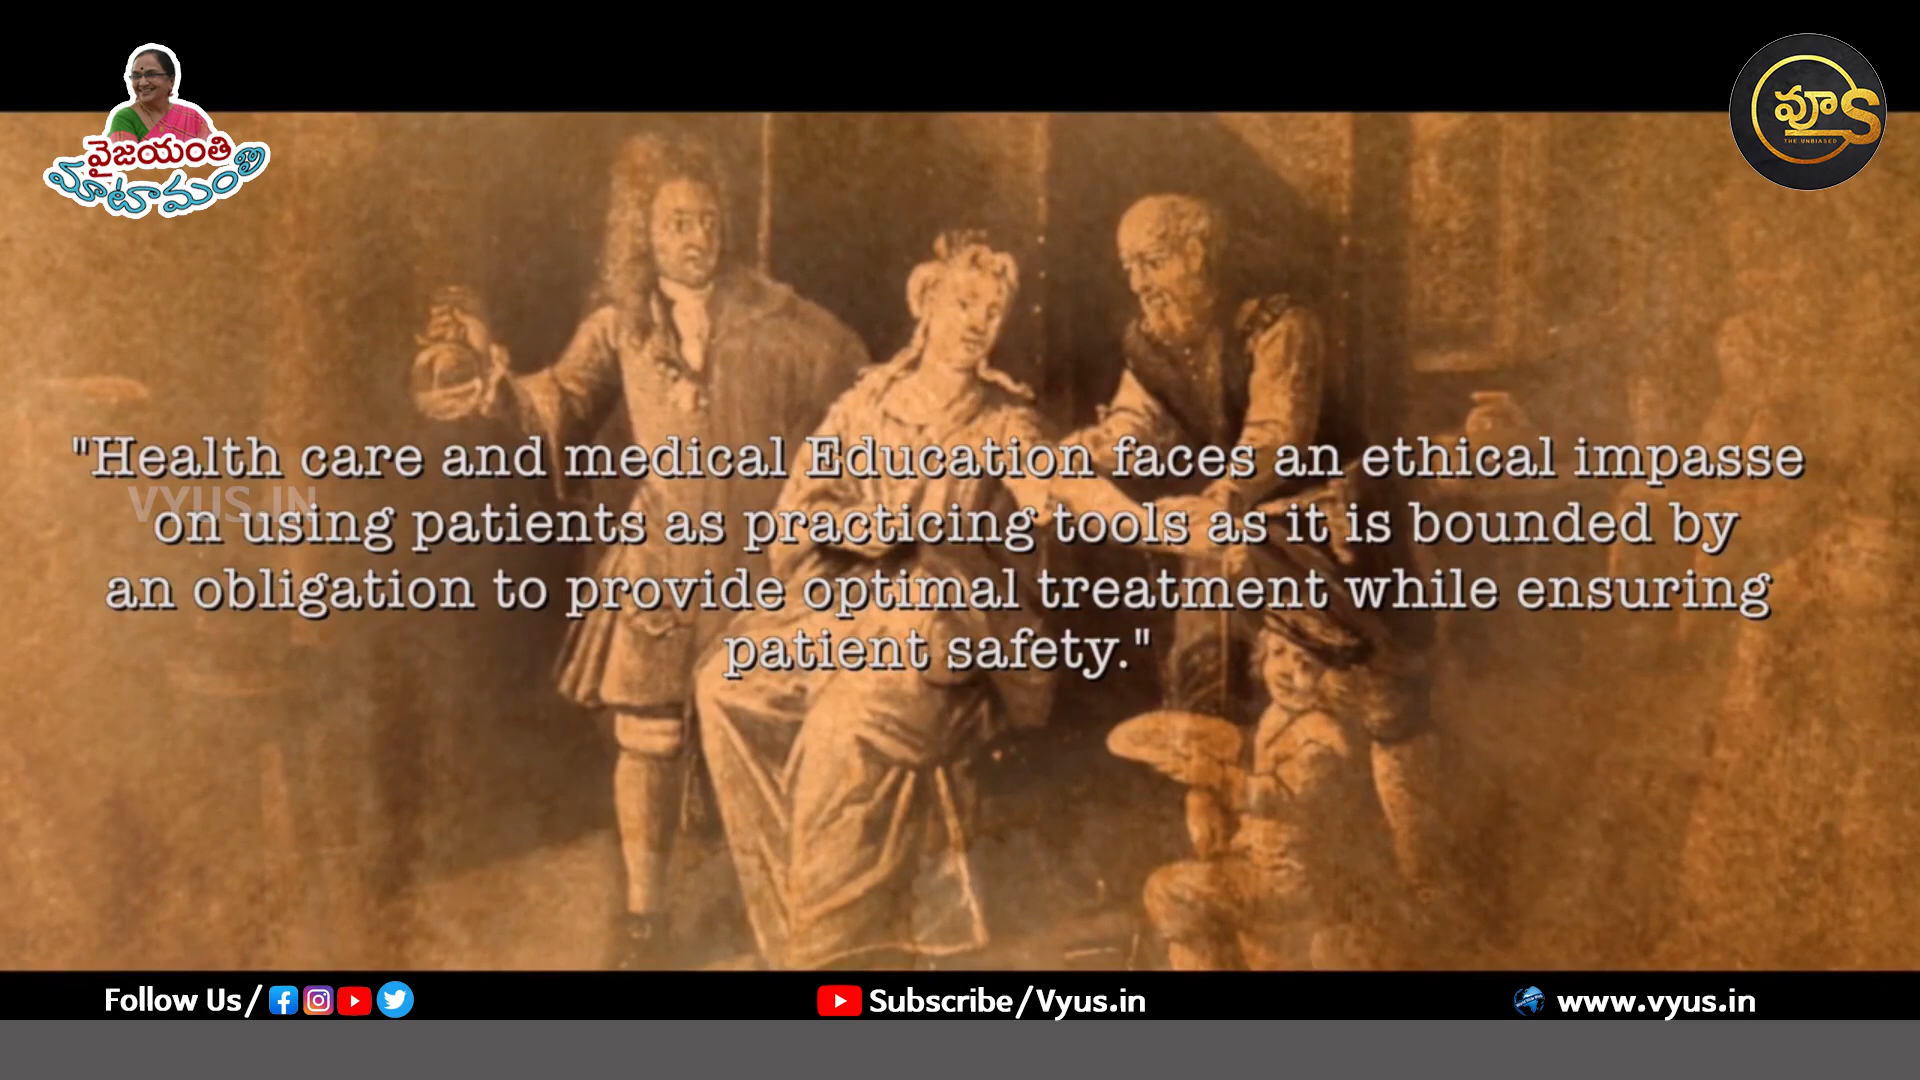 వైజయంతి
మాటామంతి
వ్యూS
THE UNBIASED
"Health care and medical Education faces an ethical impasse
VYUS.IN
on using patients as practicing tools as it is bounded by
an obligation to provide optimal treatment while ensuring
patient safety."
Follow Us/
Subscribe/Vyus.in
www.vyus.in